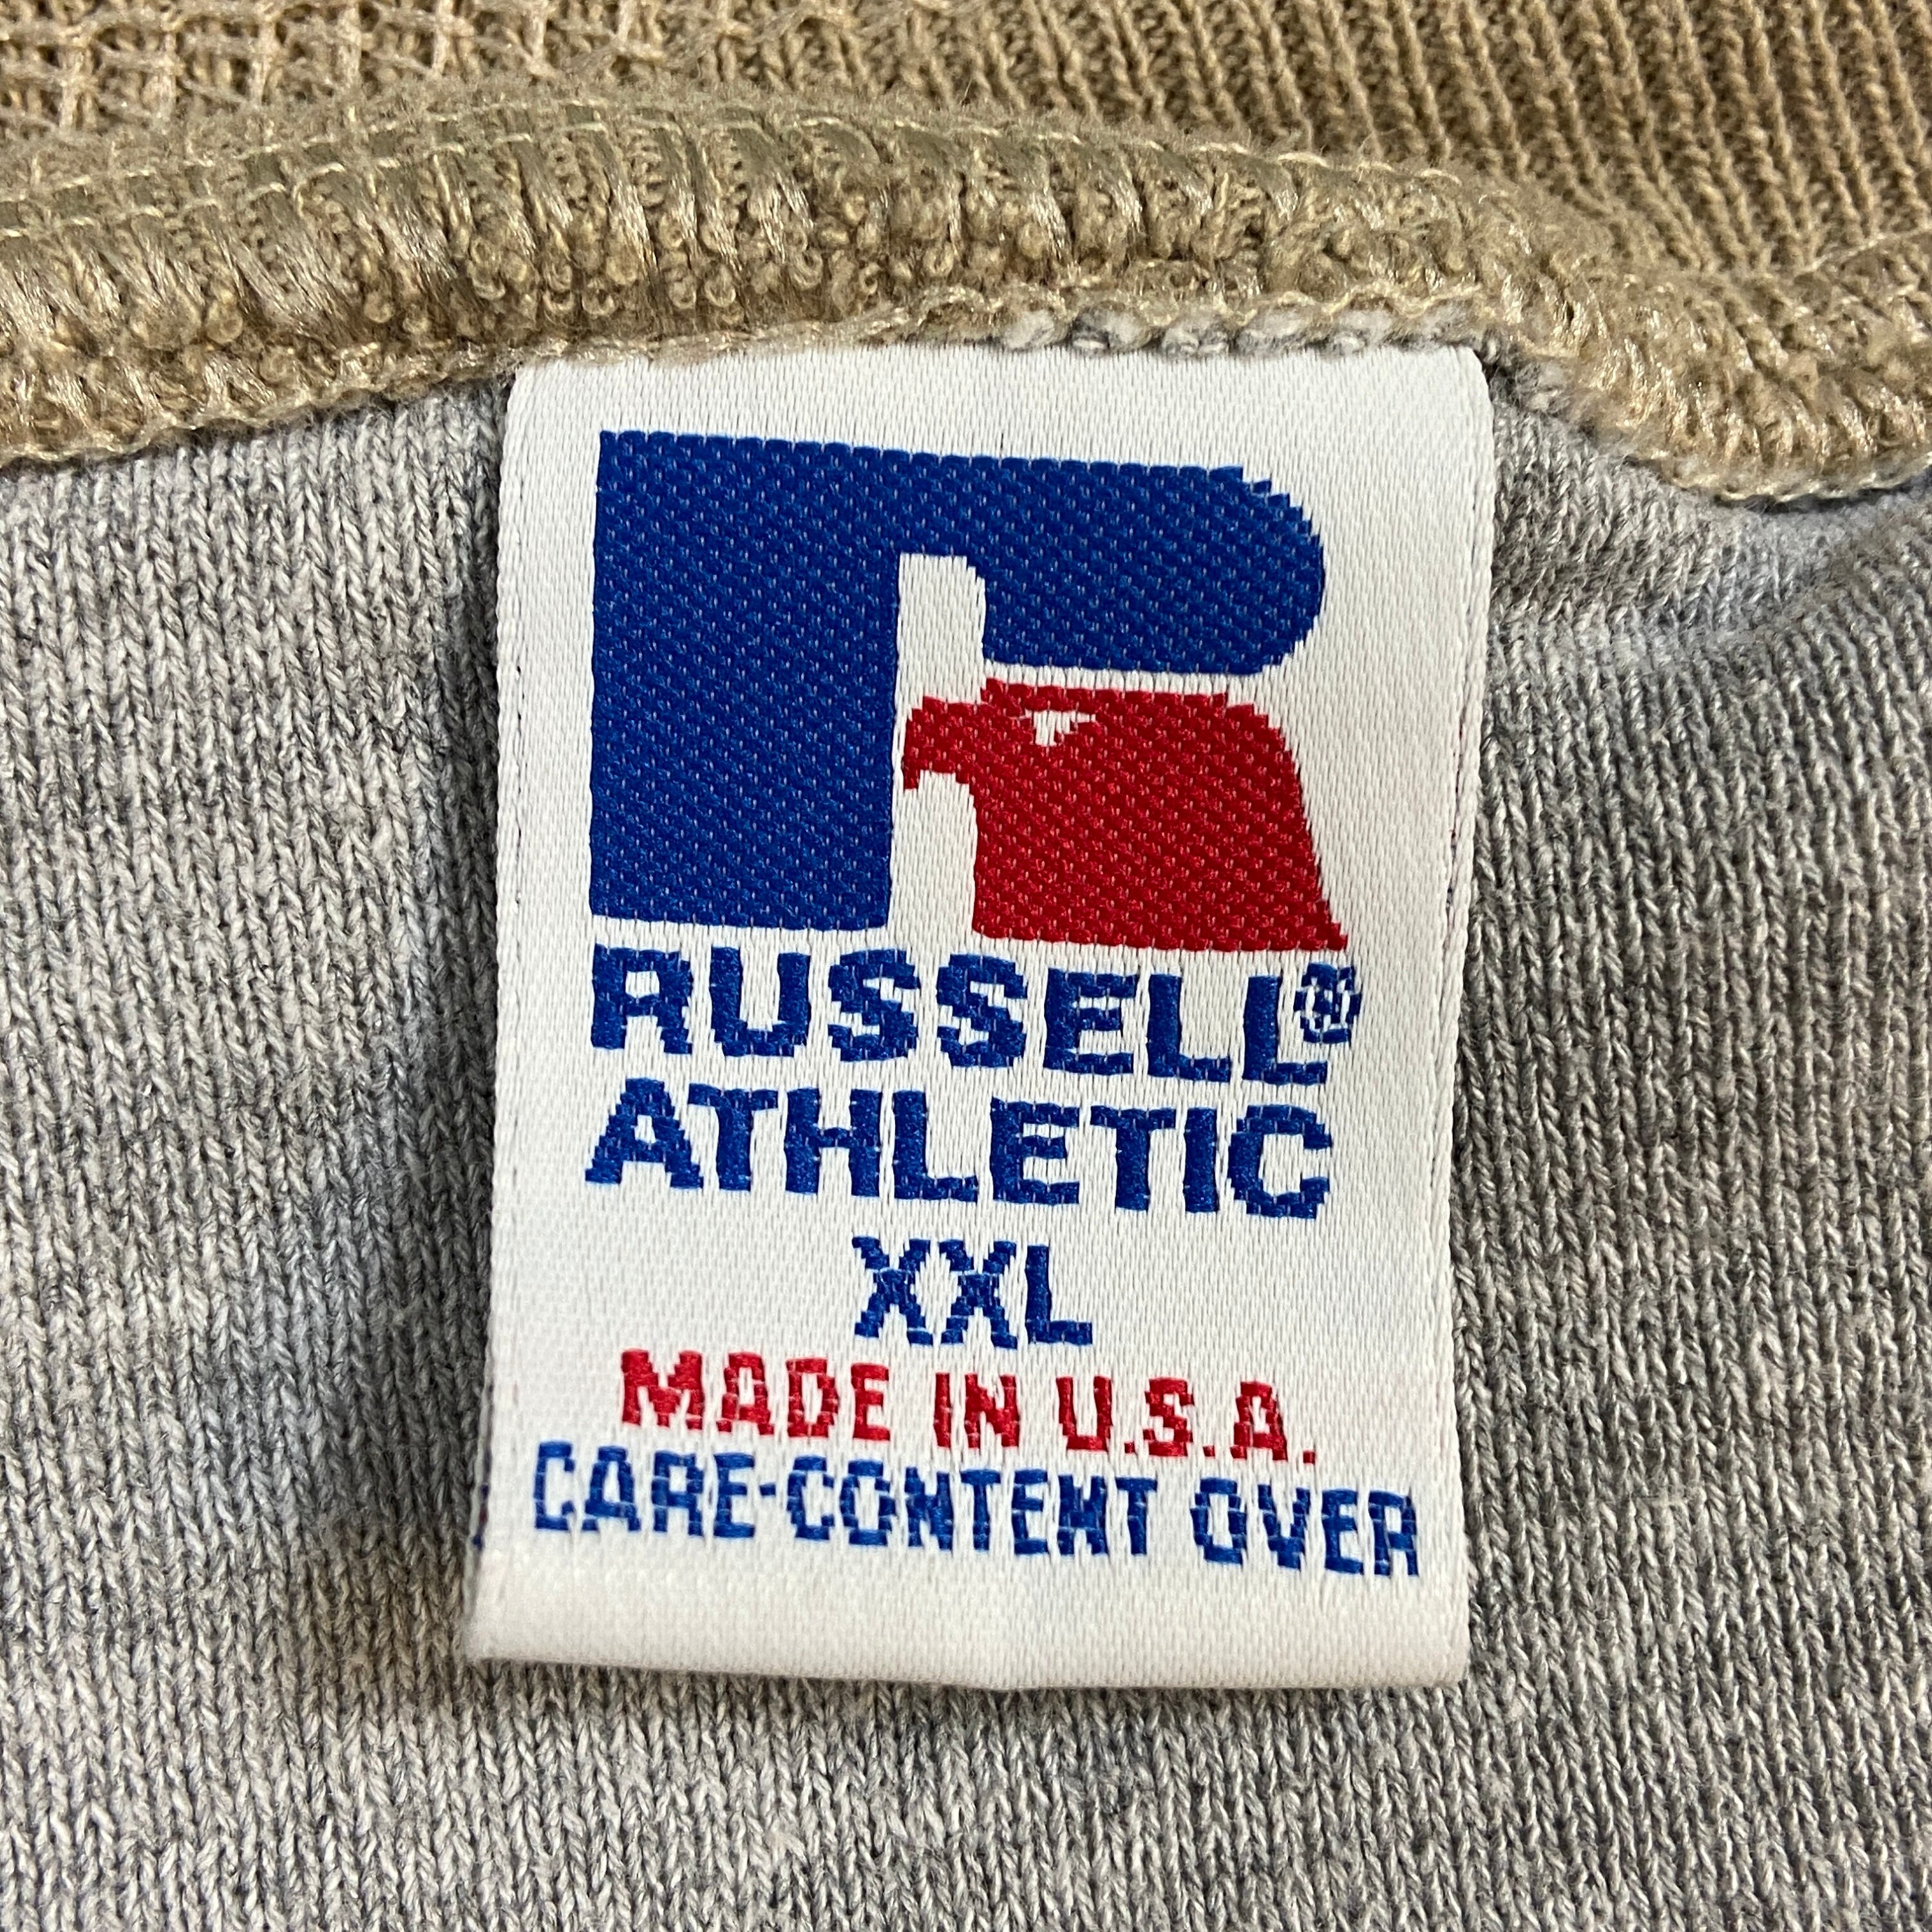 RUSSELL®
ATHLETIC
XXL
MADE IN U.S.A.
CARE·CONTENT OVER